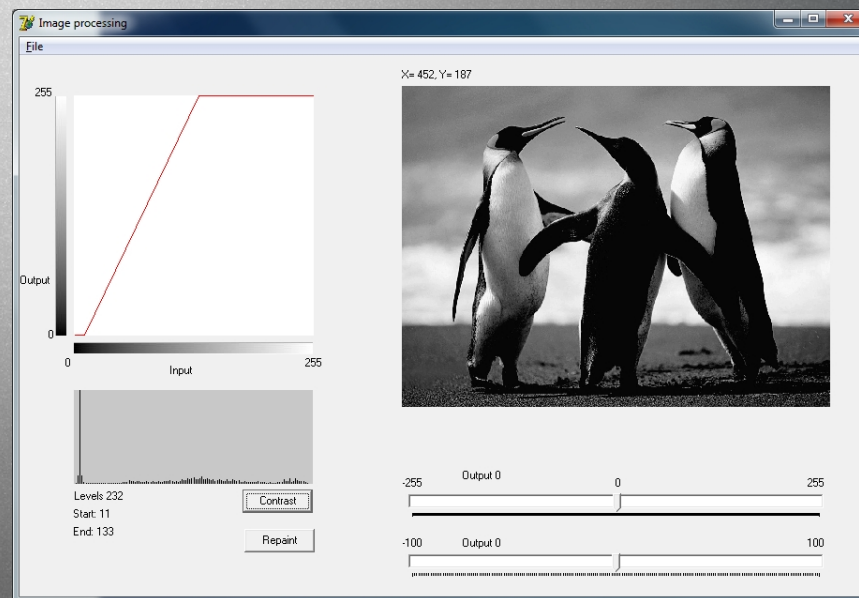 Image processing
File
X= 452, Y= 187
255
Output
0
0
255
Input
Levels 232
Start: 11
End: 133
Contrast
Repaint
Output 0
-255
0
255
-100
Output 0
0
100